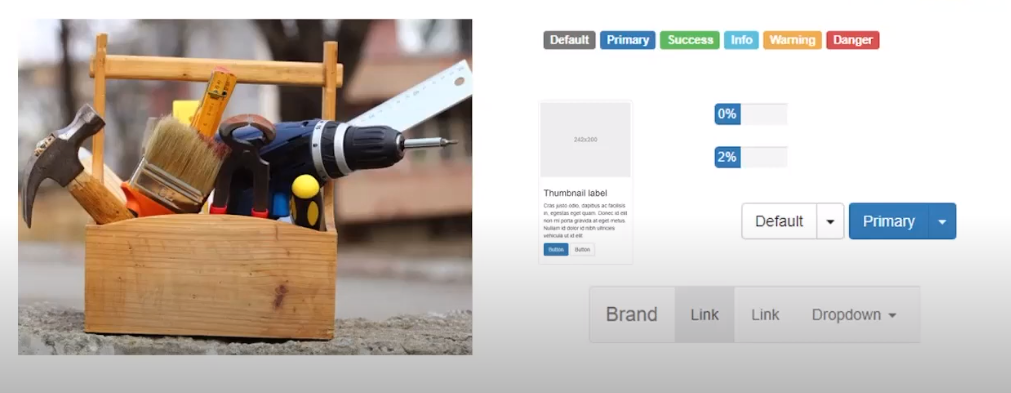 Default Primary Success Info Warning Danger
0%
242x200
2%
Thumbnail label
Cras justo odio, dapibus ac facilisis
in, egestas eget quam. Donec id elit
non mi porta gravida at eget metus.
Nullam id dolor id nibh ultricies
vehicula ut id elit
Button Button
Default Primary
Brand Link Link Dropdown